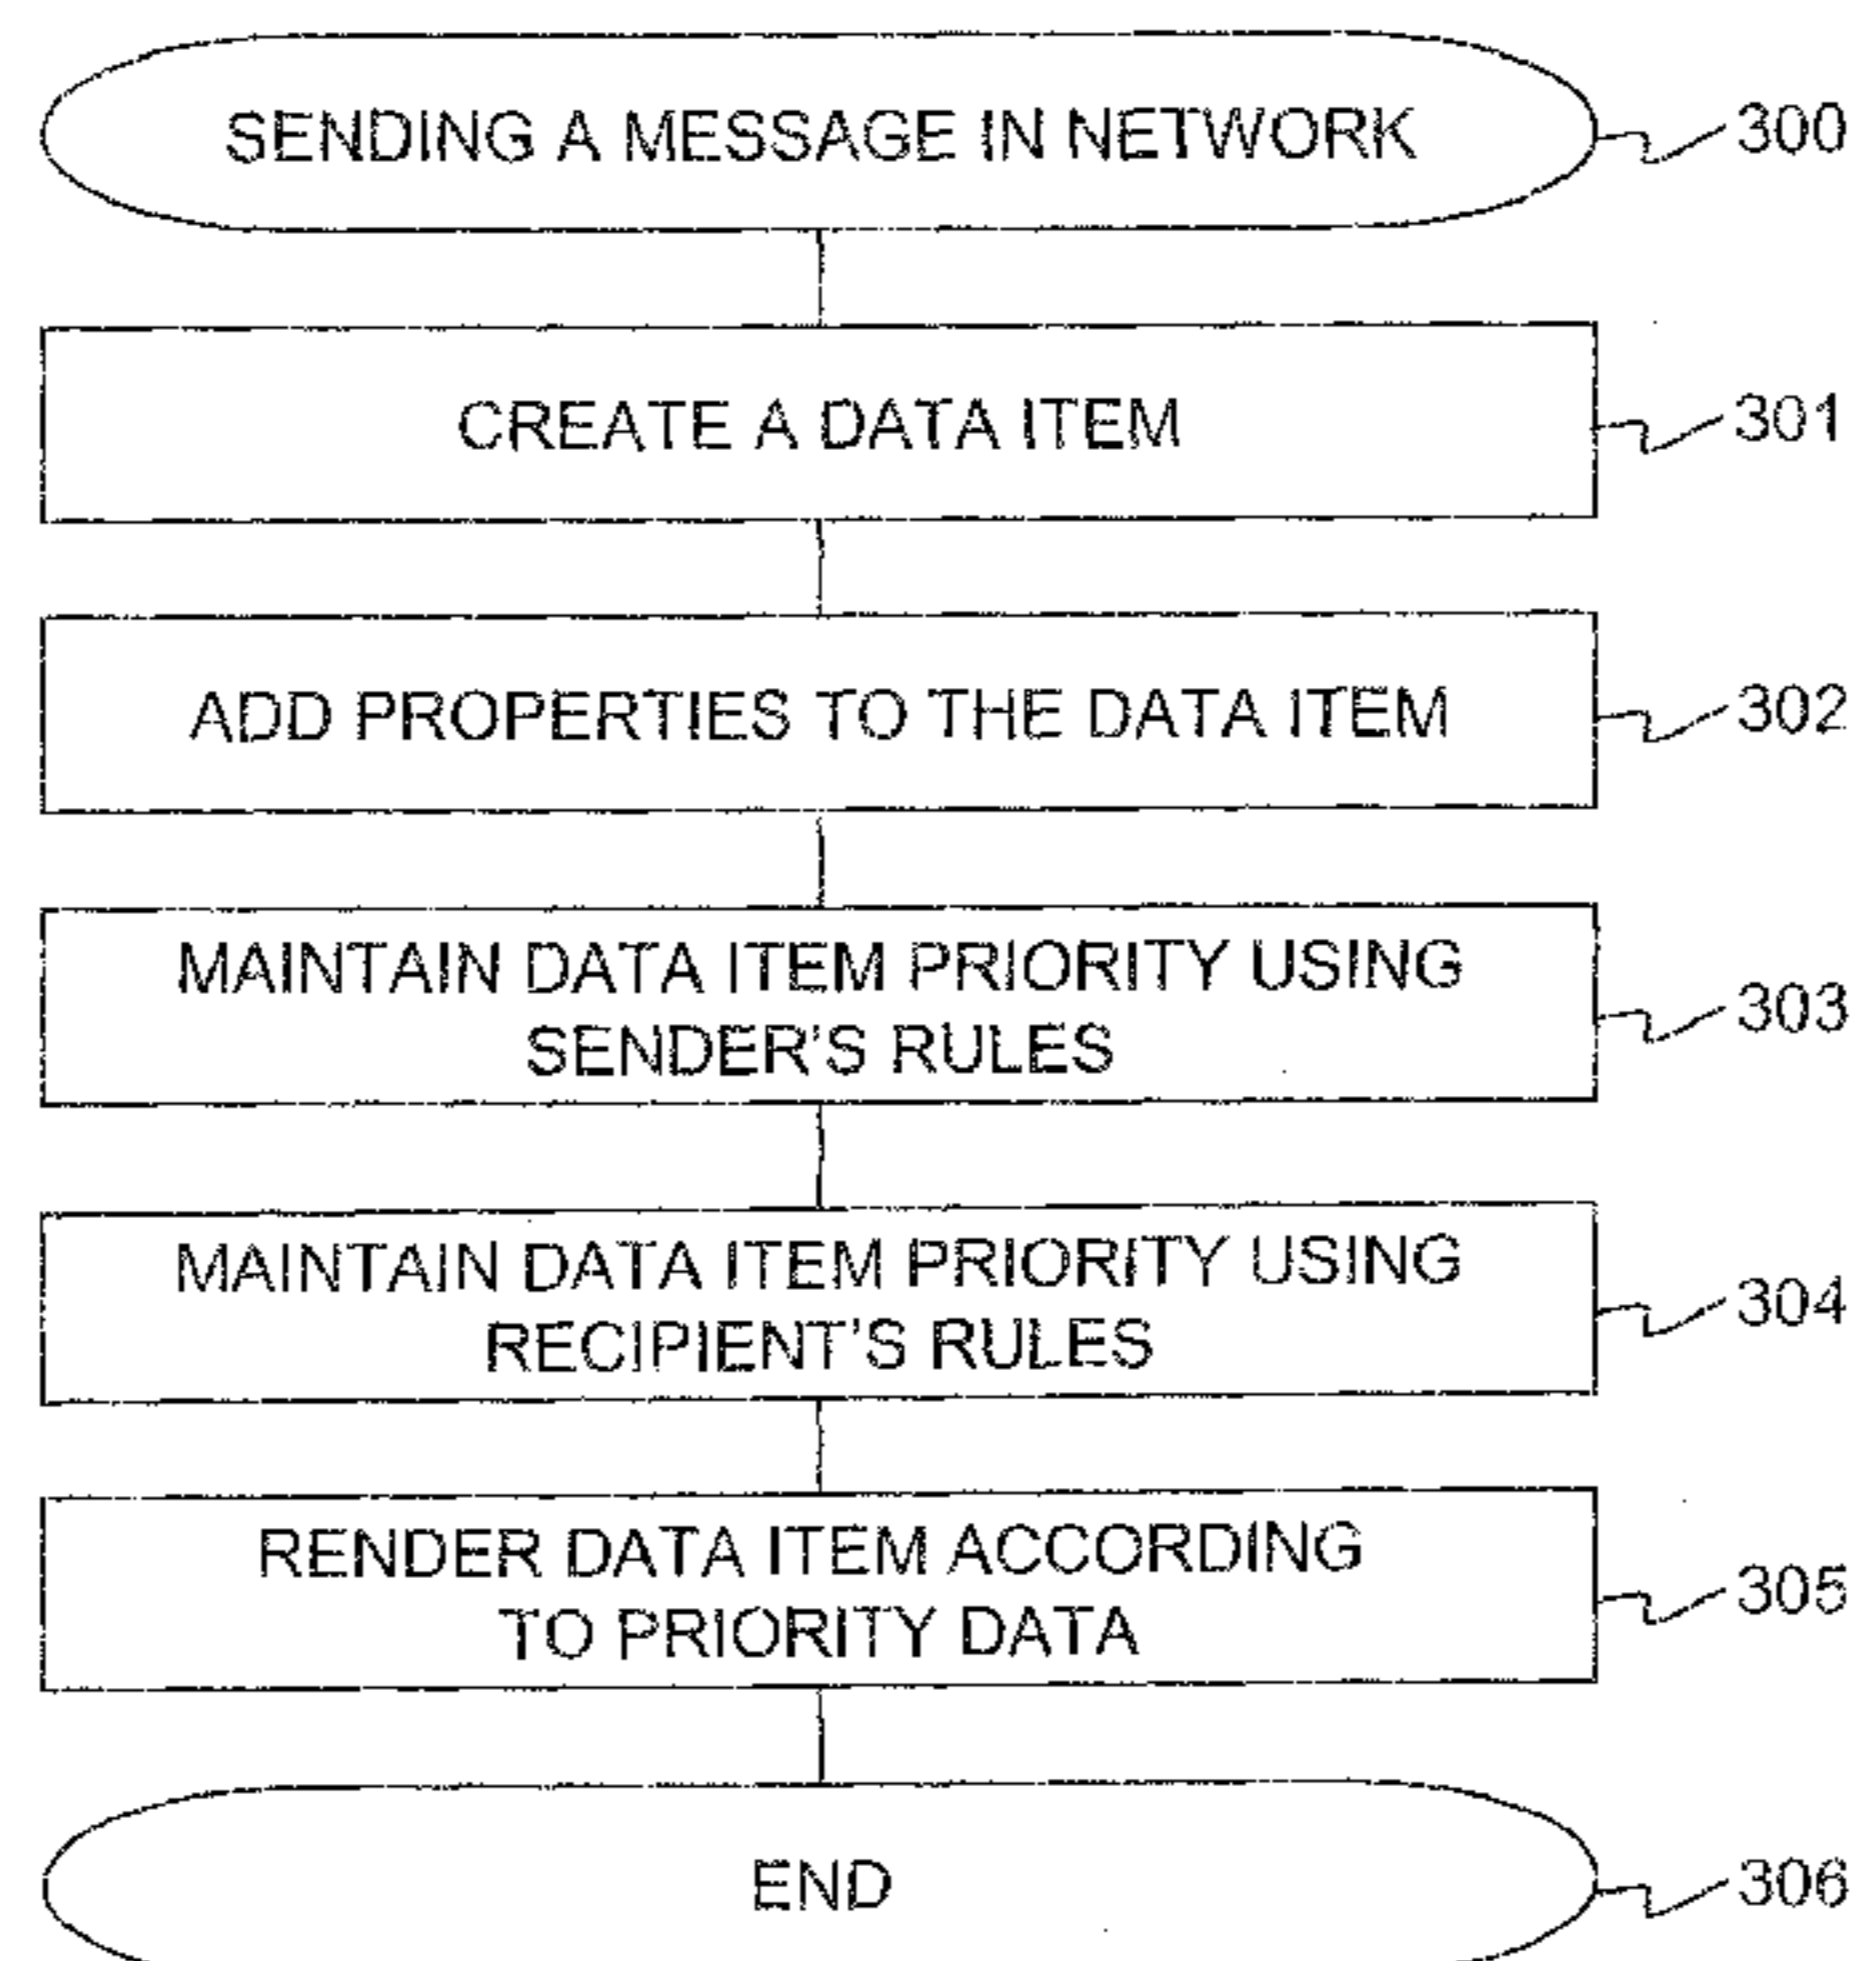 SENDING A MESSAGE IN NETWORK
300
CREATE A DATA ITEM
301
ADD PROPERTIES TO THE DATA ITEM
302
MAINTAIN DATA ITEM PRIORITY USING
SENDER'S RULES
303
MAINTAIN DATA ITEM PRIORITY USING
RECIPIENT'S RULES
304
RENDER DATA ITEM ACCORDING
TO PRIORITY DATA
305
END
306